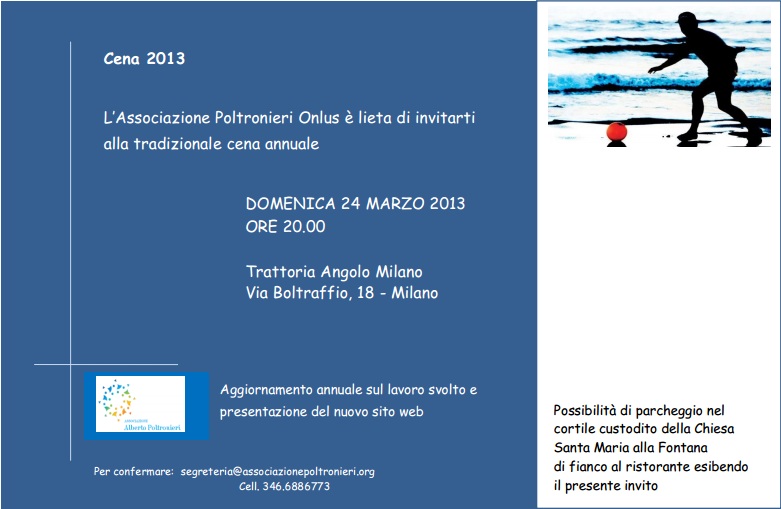 Cena 2013
L'Associazione Poltronieri Onlus è lieta di invitarti
alla tradizionale cena annuale
DOMENICA 24 MARZO 2013
ORE 20.00
Trattoria Angolo Milano
Via Boltraffio, 18 - Milano
ASSOCIAZIONE
Alberto Poltronieri
Aggiornamento annuale sul lavoro svolto e
presentazione del nuovo sito web
Per confermare: segreteria@associazionepoltronieri.org
Cell. 346.6886773
Possibilità di parcheggio nel
cortile custodito della Chiesa
Santa Maria alla Fontana
di fianco al ristorante esibendo
il presente invito